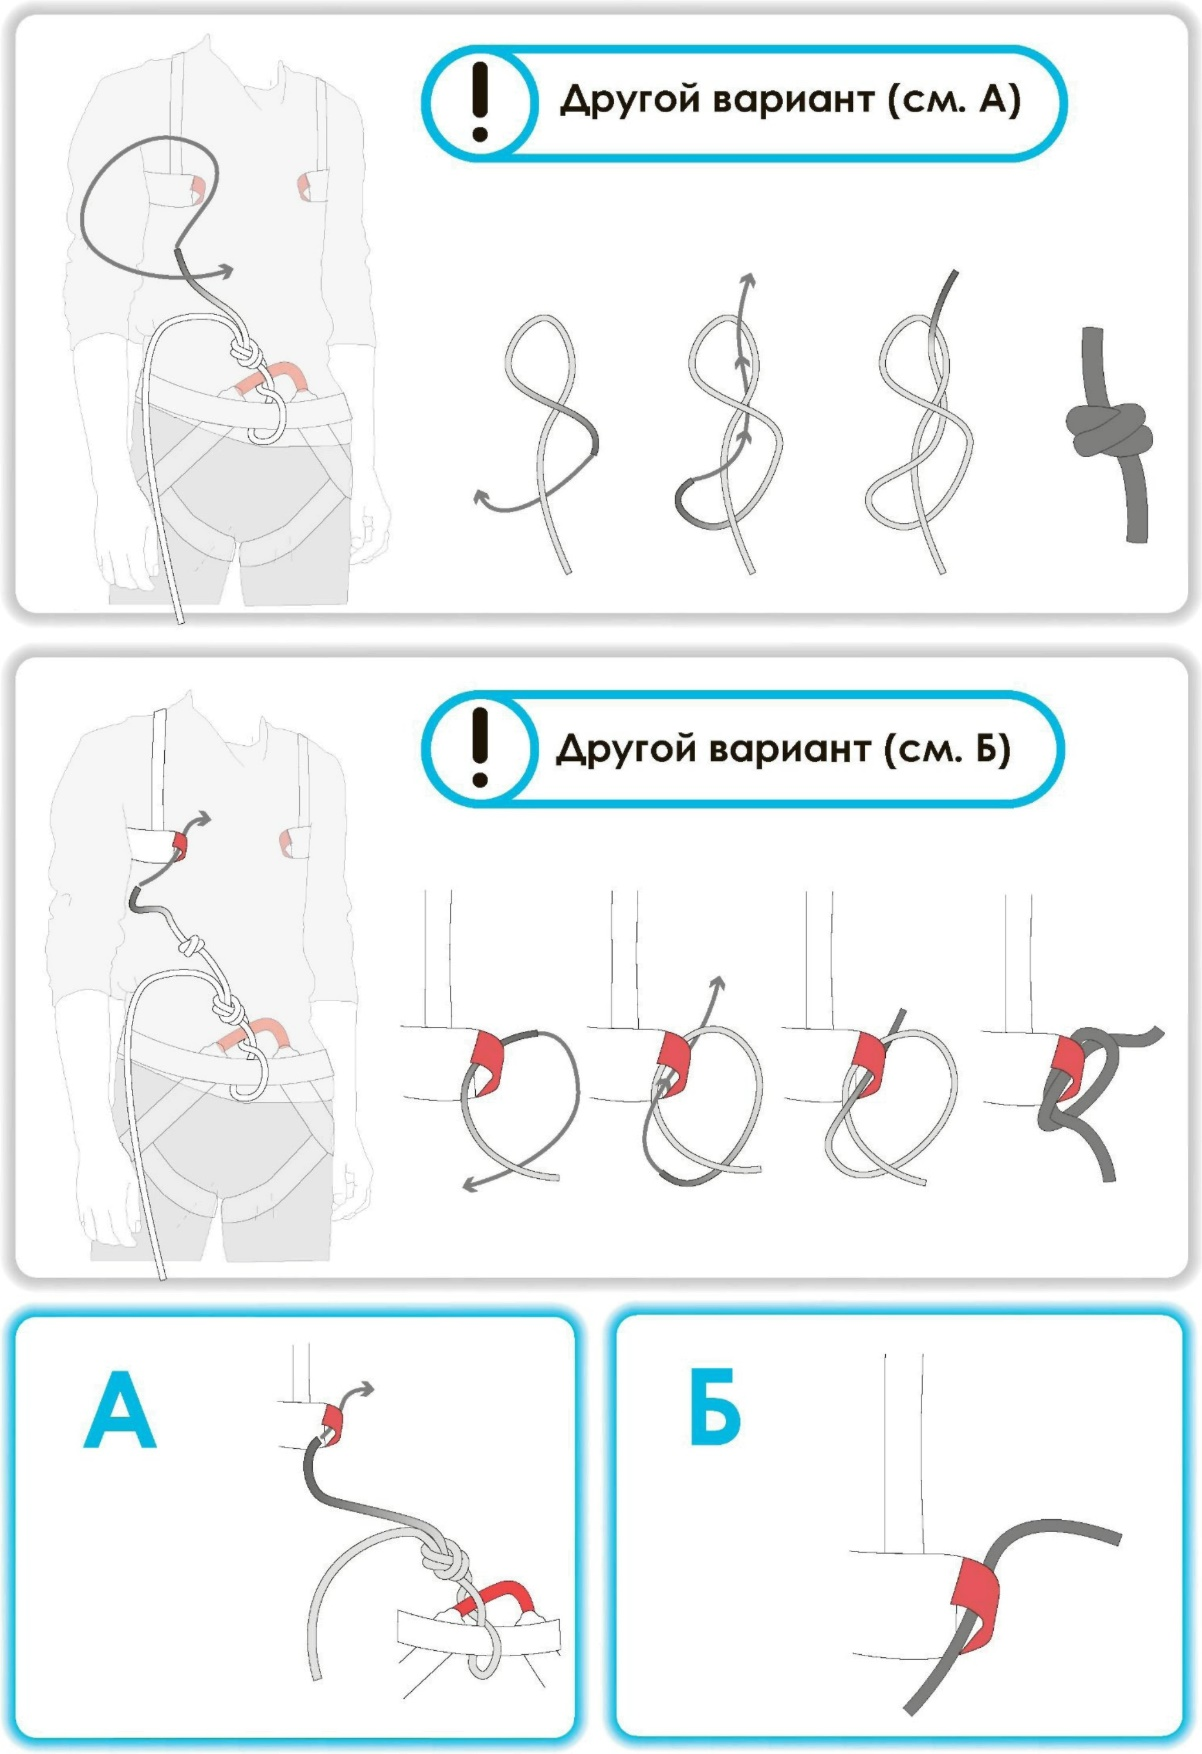 Другой вариант (см. А)
Другой вариант (см. Б)
А
Б